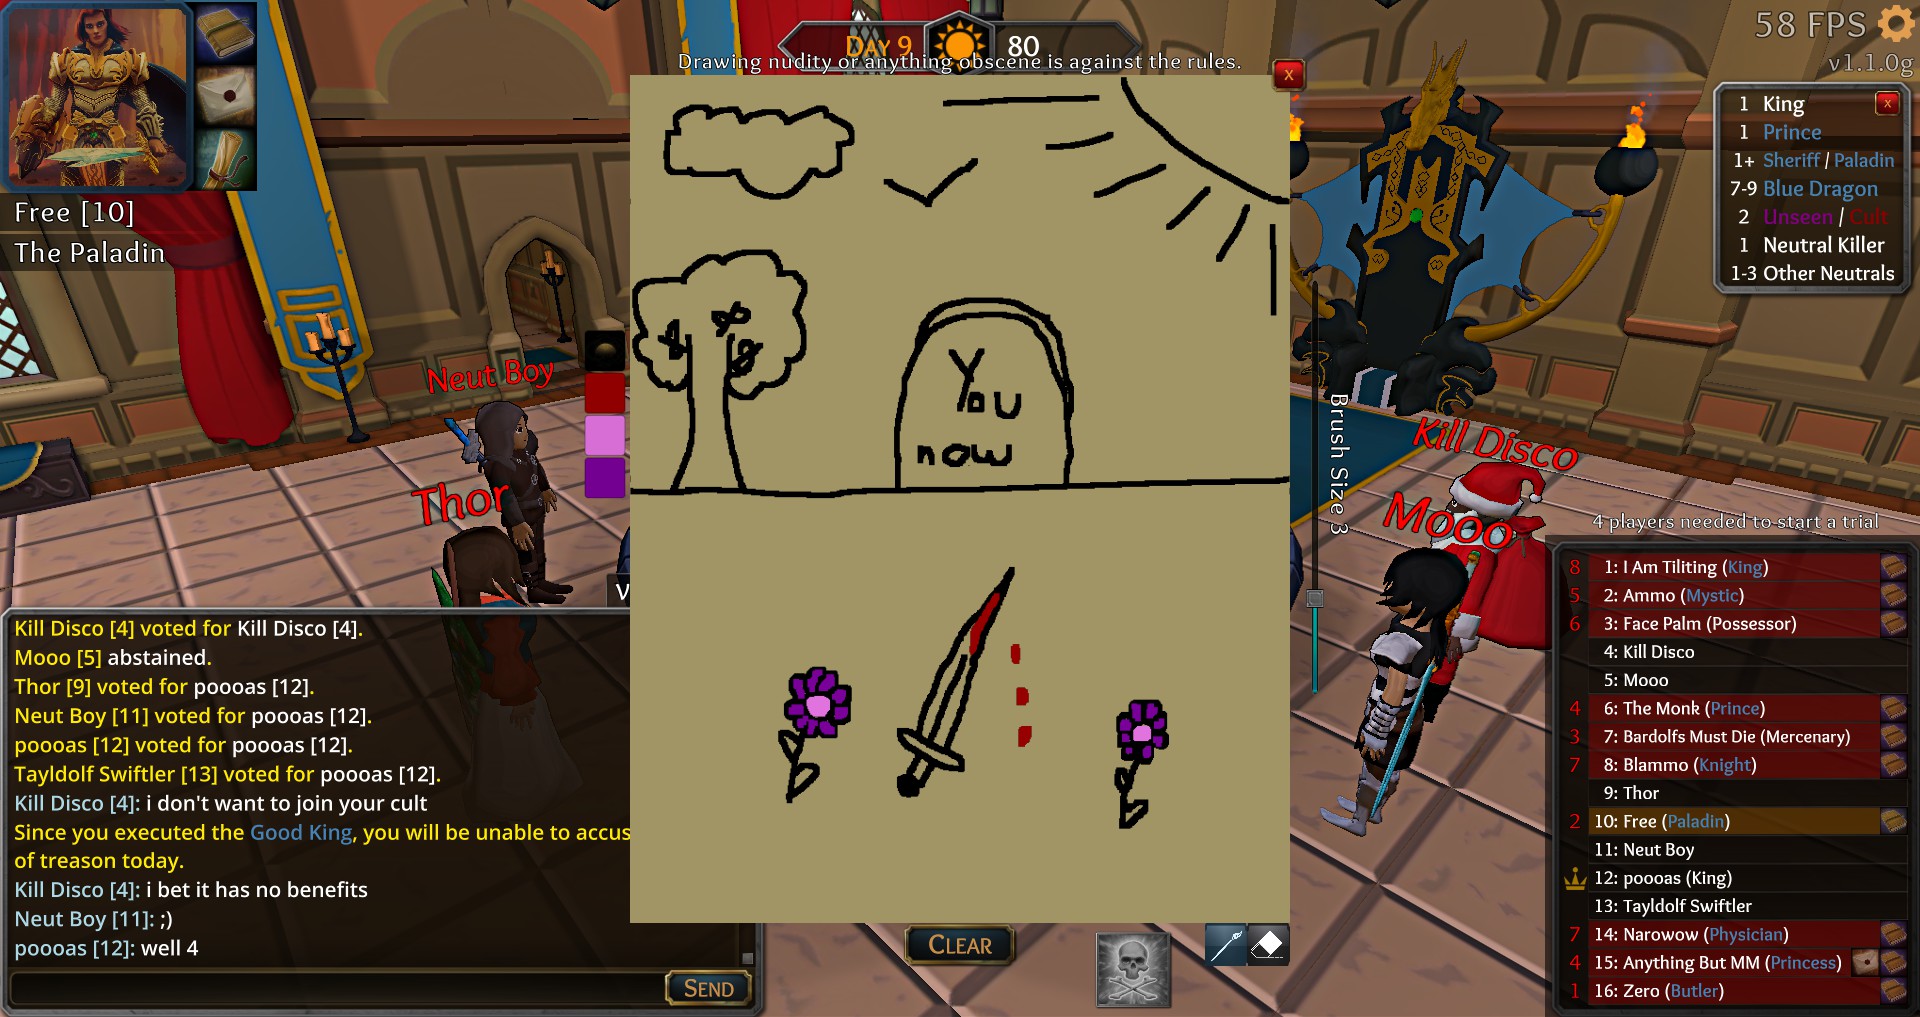 DAY 9
80
58 FPS
v1.1.0g
Drawing nudity or anything obscene is against the rules.
x
1 King
x
1 Prince
1+ Sheriff / Paladin
7-9 Blue Dragon
2 Unseen / Cult
1 Neutral Killer
1-3 Other Neutrals
Free [10]
The Paladin
You
now
Neut Boy
Thor
Brush Size 3
Kill Disco
Mooo
4 players needed to start a trial
8 1: I Am Tiliting (King)
5 2: Ammo (Mystic)
6 3: Face Palm (Possessor)
4: Kill Disco
5: Mooo
4 6: The Monk (Prince)
3 7: Bardolfs Must Die (Mercenary)
7 8: Blammo (Knight)
9: Thor
2 10: Free (Paladin)
11: Neut Boy
12: poooas (King)
13: Tayldolf Swiftler
7 14: Narowow (Physician)
4 15: Anything But MM (Princess)
1 16: Zero (Butler)
Kill Disco [4] voted for Kill Disco [4].
Mooo [5] abstained.
Thor [9] voted for poooas [12].
Neut Boy [11] voted for poooas [12].
poooas [12] voted for poooas [12].
Tayldolf Swiftler [13] voted for poooas [12].
Kill Disco [4]: i don't want to join your cult
Since you executed the Good King, you will be unable to accus
of treason today.
Kill Disco [4]: i bet it has no benefits
Neut Boy [11]: ;)
poooas [12]: well 4
SEND
CLEAR